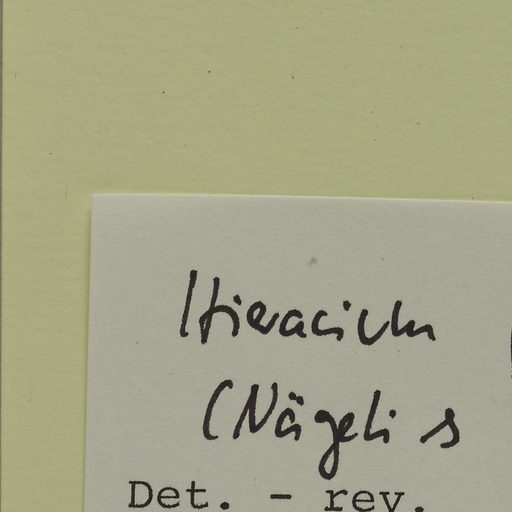 Hieracium
(Nägeli s
Det. - rev.